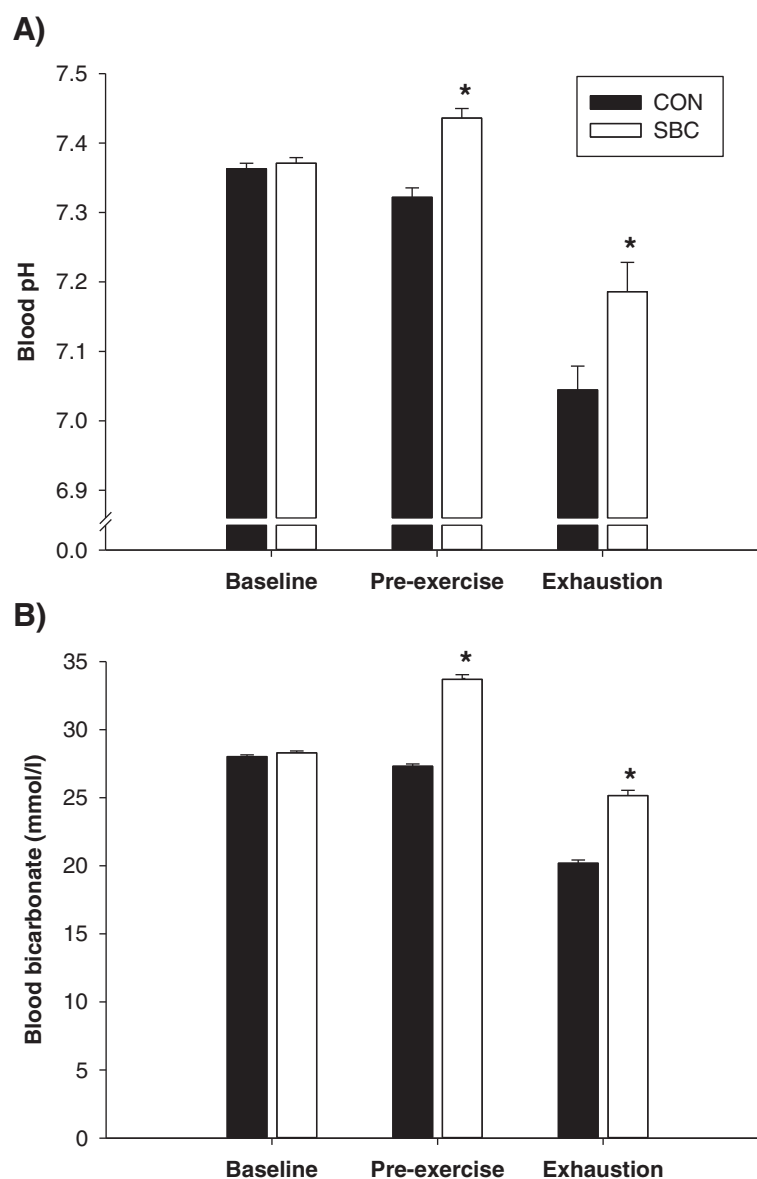 A)
7.5
7.4
7.3
7.2
7.1
7.0
6.9
0.0
Blood pH
*
*
CON
SBC
Baseline Pre-exercise Exhaustion
B)
35
30
25
20
15
10
5
0
Blood bicarbonate (mmol/l)
*
*
Baseline Pre-exercise Exhaustion